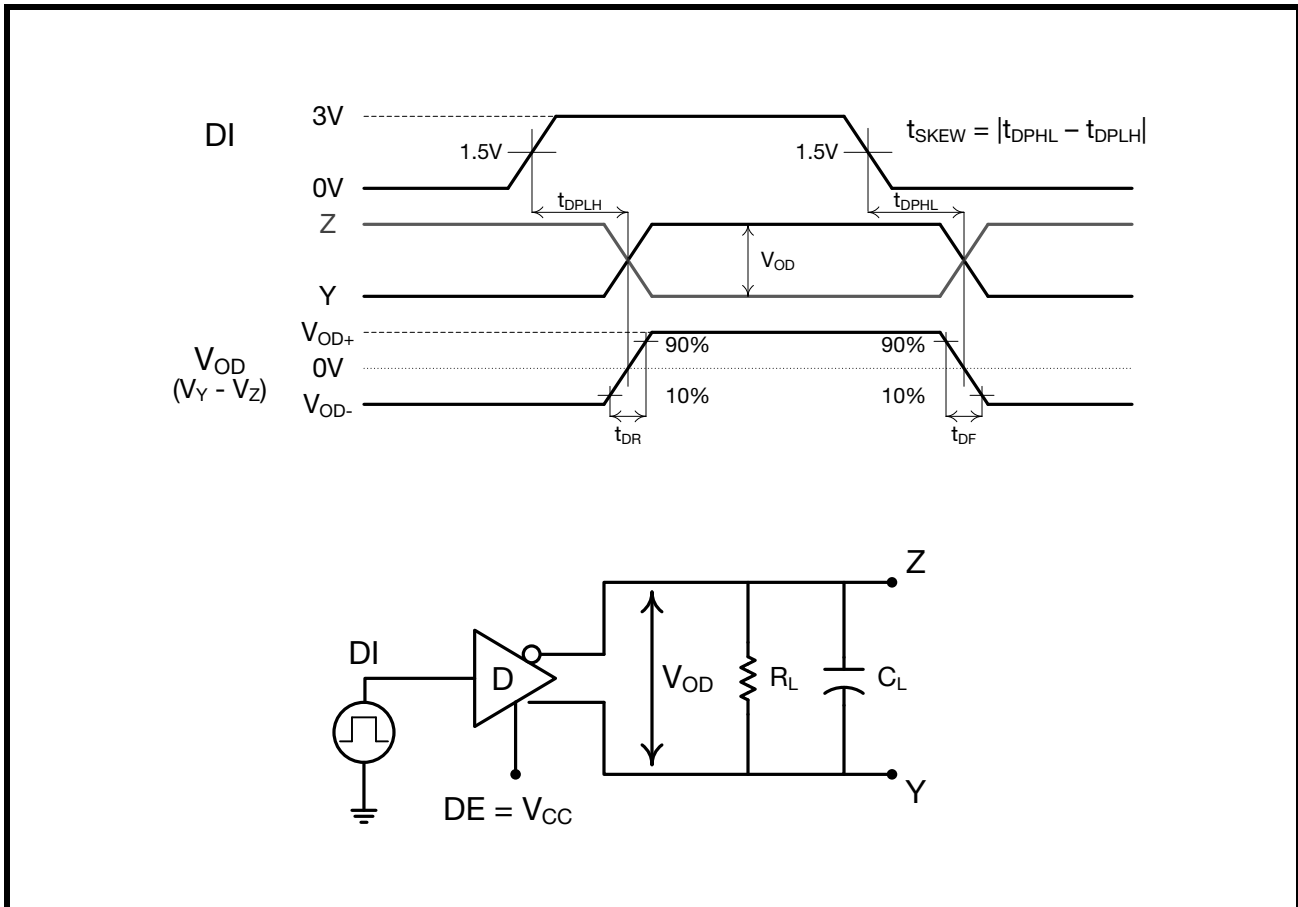 3V
DI
tSKEW = |tDPHL – tDPLH|
1.5V
1.5V
0V
tDPLH
tDPHL
Z
VOD
Y
VOD+
90%
90%
VOD
0V
(VY - VZ)
10%
10%
VOD-
tDR
tDF
Z
DI
D
VOD
RL
CL
Y
DE = VCC